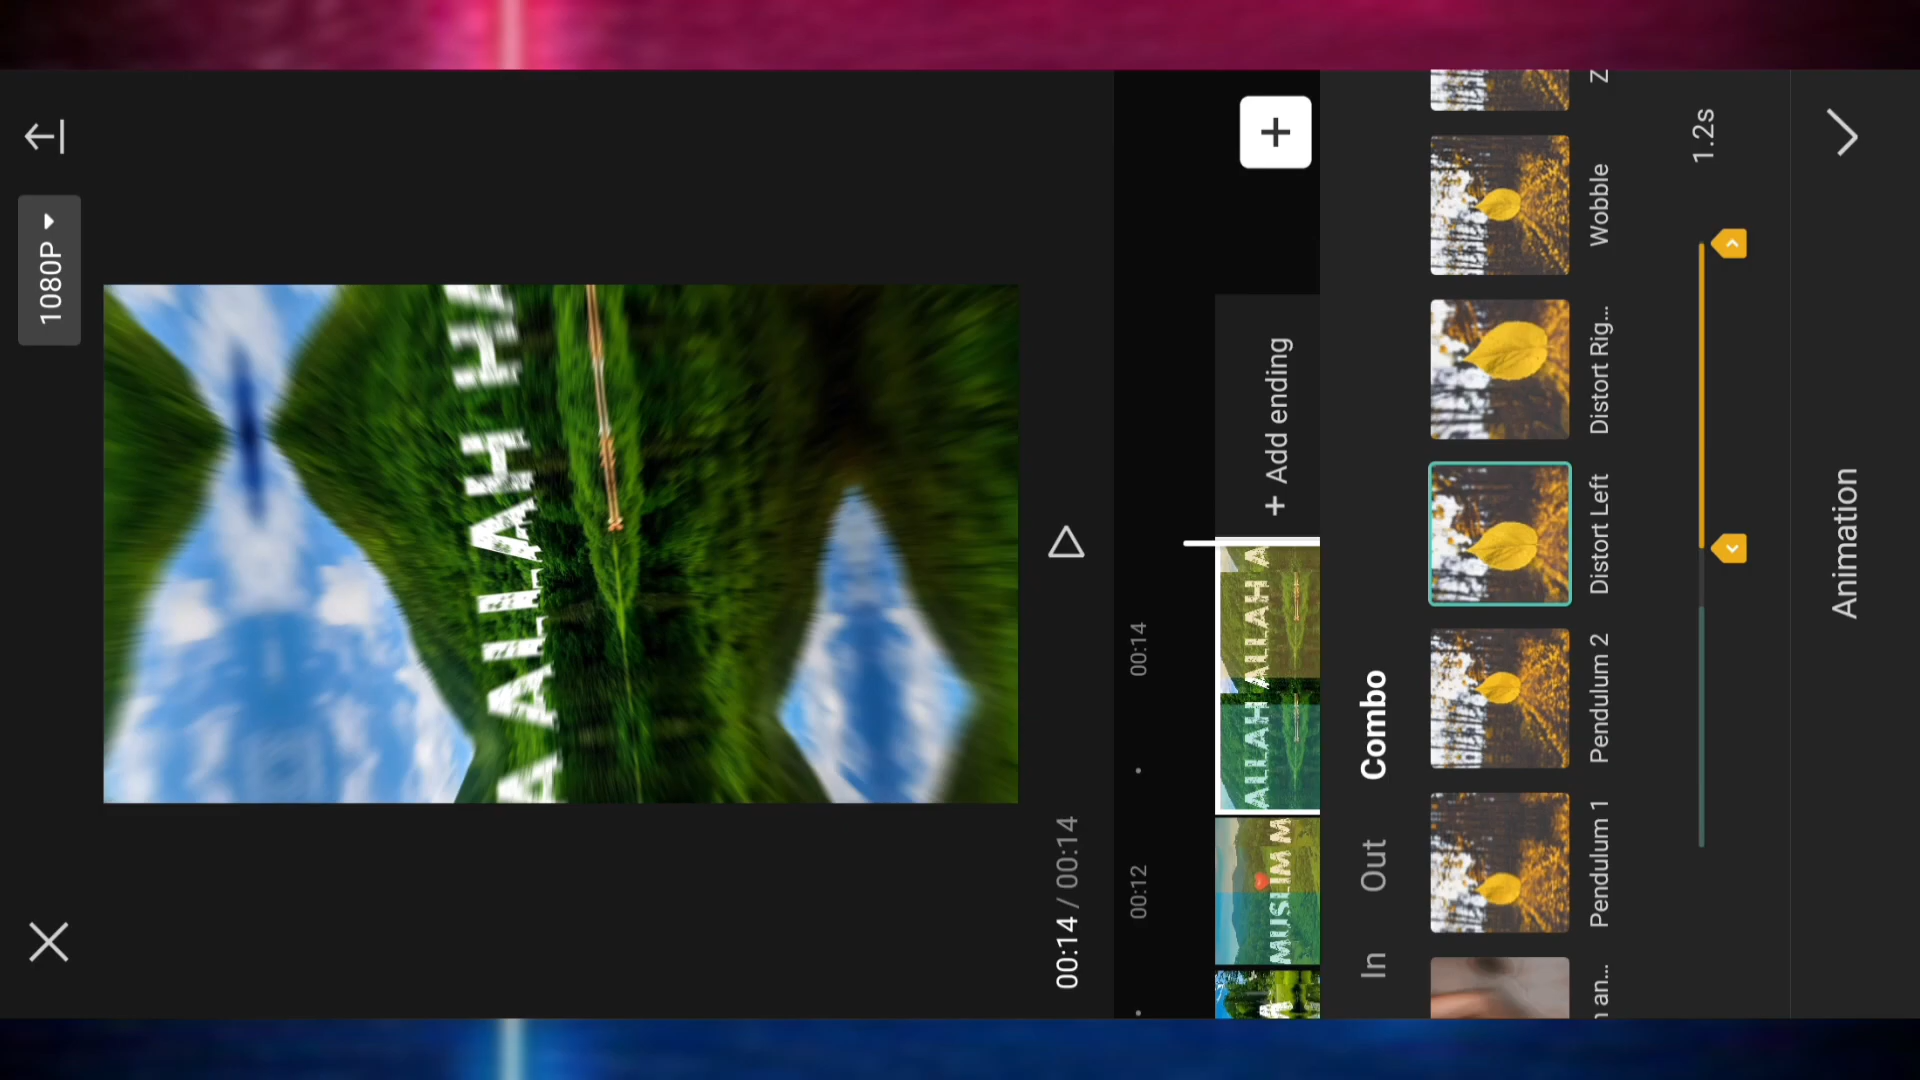 1080P
A ALLAH HA
00:14 / 00:14
00:12 • 00:14
MUSLIM M
ALLAH ALLAH A
+ Add ending
In Out Combo
Pendulum 1 Pendulum 2 Distort Left Distort Rig... Wobble Z
1.2s
Animation